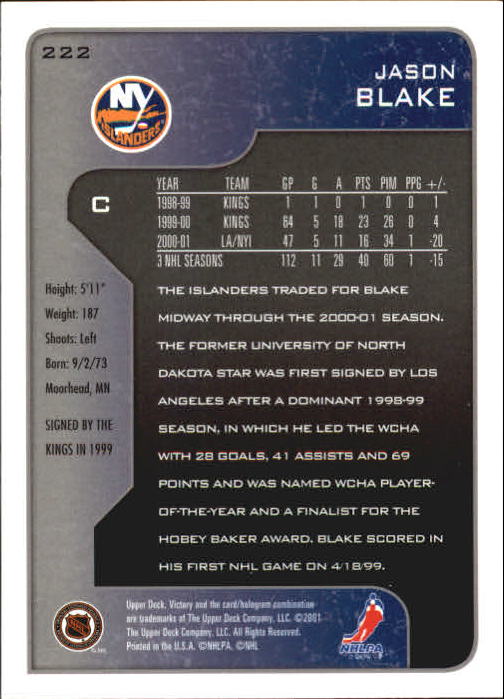 222
JASON
BLAKE
NY
ISLANDERS
C
YEAR TEAM GP G A PTS PIM PPG +/-
1998-99 KINGS 1 1 0 1 0 0 1
1999-00 KINGS 64 5 18 23 26 0 4
2000-01 LA/NYI 47 5 11 16 34 1 -20
3 NHL SEASONS 112 11 29 40 60 1 -15
Height: 5'11"
Weight: 187
Shoots: Left
Born: 9/2/73
Moorhead, MN
SIGNED BY THE
KINGS IN 1999
THE ISLANDERS TRADED FOR BLAKE
MIDWAY THROUGH THE 2000-01 SEASON.
THE FORMER UNIVERSITY OF NORTH
DAKOTA STAR WAS FIRST SIGNED BY LOS
ANGELES AFTER A DOMINANT 1998-99
SEASON, IN WHICH HE LED THE WCHA
WITH 28 GOALS, 41 ASSISTS AND 69
POINTS AND WAS NAMED WCHA PLAYER-
OF-THE-YEAR AND A FINALIST FOR THE
HOBEY BAKER AWARD. BLAKE SCORED IN
HIS FIRST NHL GAME ON 4/18/99.
NHL
Upper Deck, Victory and the card/hologram combination
are trademarks of The Upper Deck Company, LLC. ©2001
The Upper Deck Company, LLC. All Rights Reserved.
Printed in the U.S.A. ©NHLPA. ©NHL
NHLPA